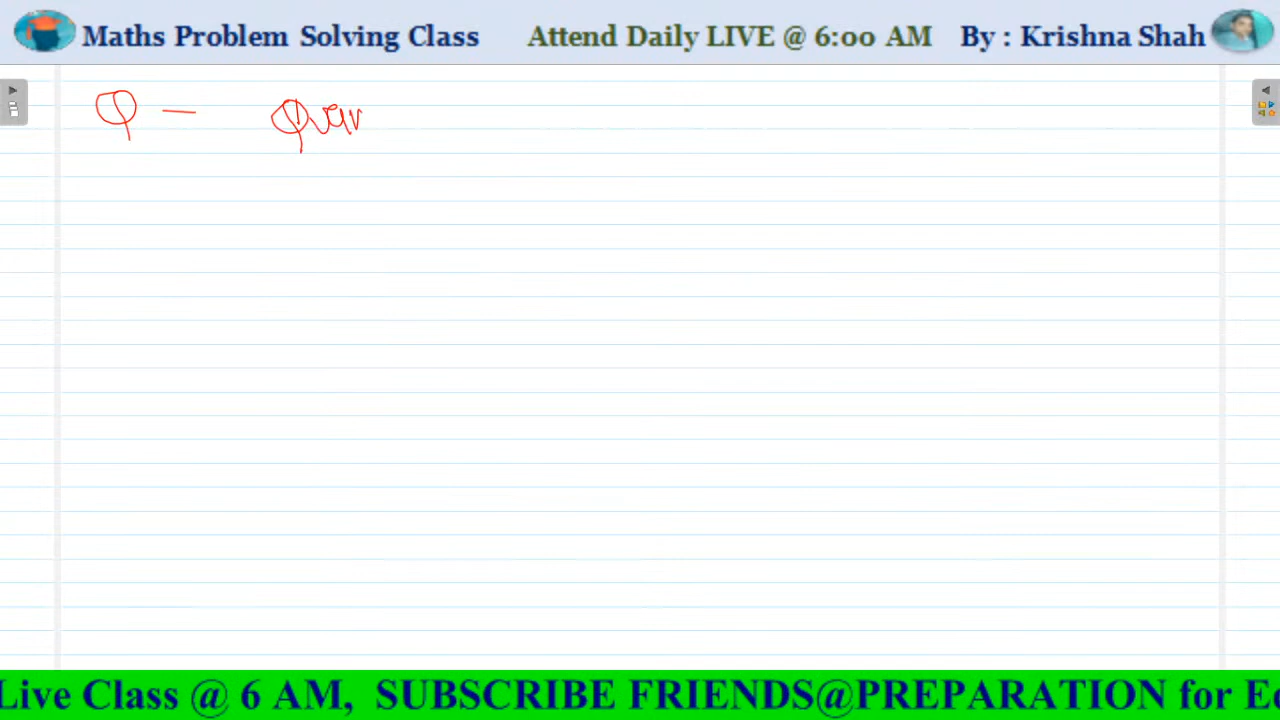 Maths Problem Solving Class Attend Daily LIVE @ 6:00 AM By : Krishna Shah
Q —
Live Class @ 6 AM, SUBSCRIBE FRIENDS@PREPARATION for Ec